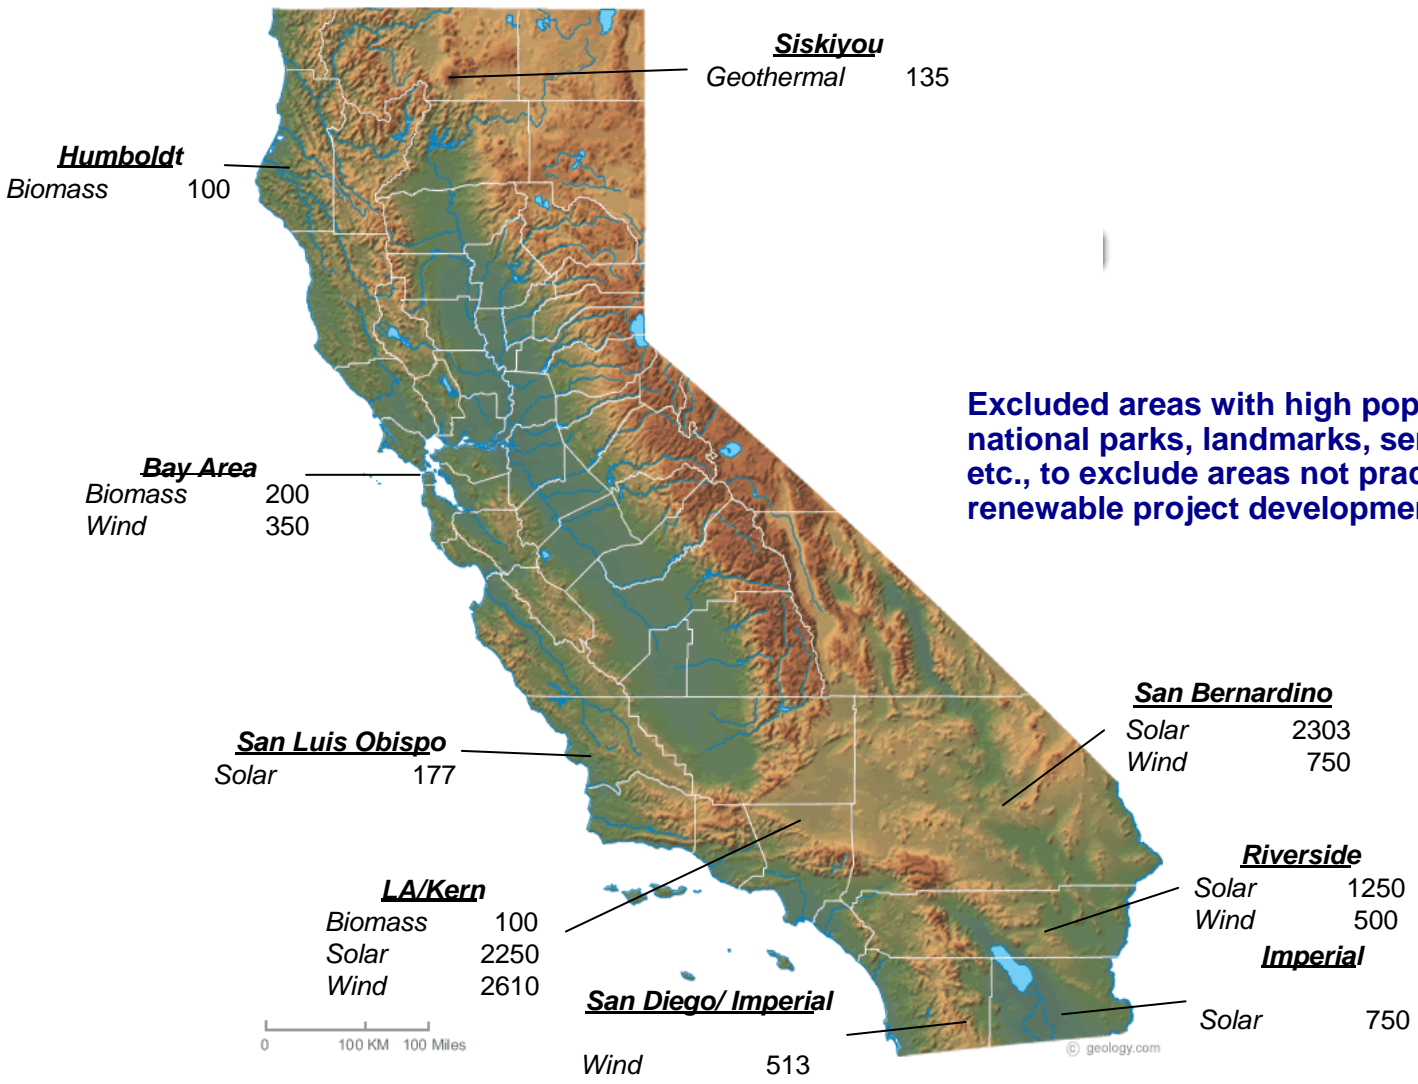 Siskiyou
Geothermal 135
Humboldt
Biomass 100
Excluded areas with high pop
national parks, landmarks, ser
etc., to exclude areas not prac
renewable project developmer
Bay Area
Biomass 200
Wind 350
San Bernardino
Solar 2303
Wind 750
San Luis Obispo
Solar 177
Riverside
Solar 1250
Wind 500
LA/Kern
Biomass 100
Solar 2250
Wind 2610
Imperial
Solar 750
San Diego/ Imperial
Wind 513
0 100 KM 100 Miles
© geology.com